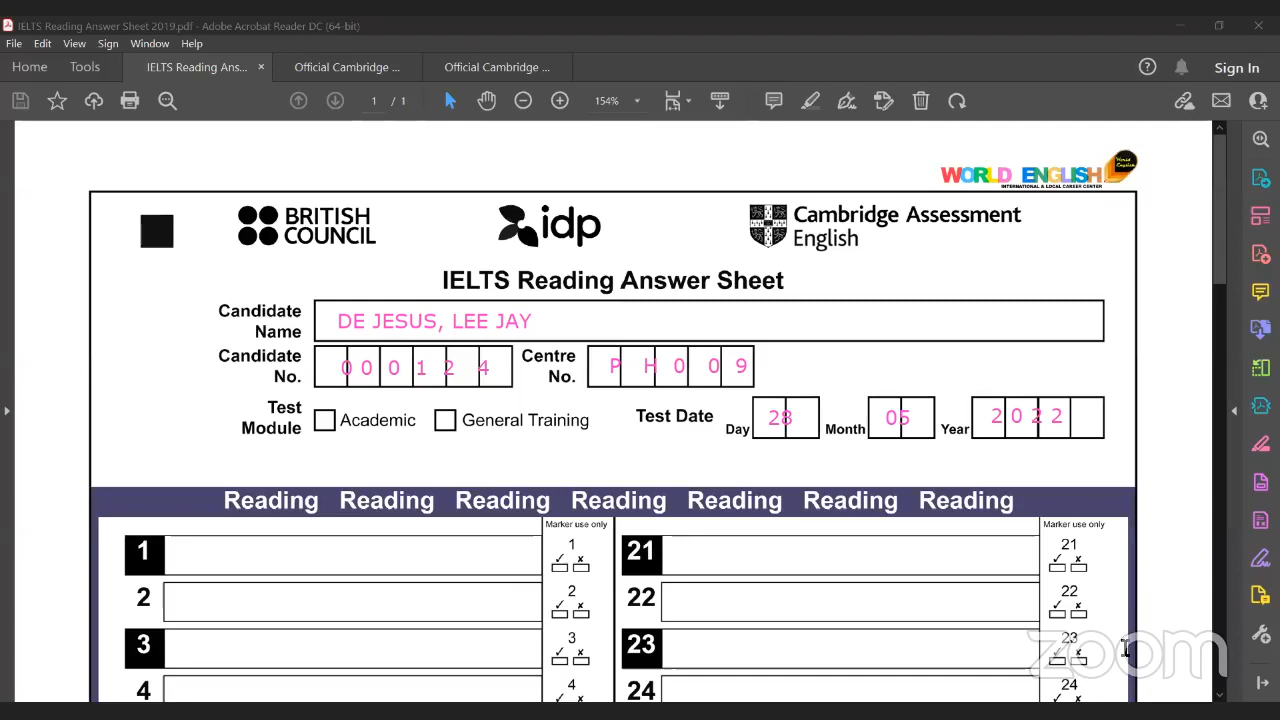 IELTS Reading Answer Sheet 2019.pdf - Adobe Acrobat Reader DC (64-bit)
File Edit View Sign Window Help
Home Tools IELTS Reading Ans... × Official Cambridge ... Official Cambridge ... Sign In
1 / 1 154%
WORLD ENGLISH
INTERNATIONAL & LOCAL CAREER CENTER
World English
BRITISH COUNCIL
idp
Cambridge Assessment
English
IELTS Reading Answer Sheet
Candidate Name DE JESUS, LEE JAY
Candidate No. 0 0 0 1 2 4 Centre No. P H 0 0 9
Test Module Academic General Training Test Date Day 28 Month 05 Year 2 0 2 2
Reading Reading Reading Reading Reading Reading Reading
Marker use only Marker use only
1 1 ✓ ✗ 21 21 ✓ ✗
2 2 ✓ ✗ 22 22 ✓ ✗
3 3 ✓ ✗ 23 23 ✓ ✗
4 4 ✓ ✗ 24 24 ✓ ✗
zoom